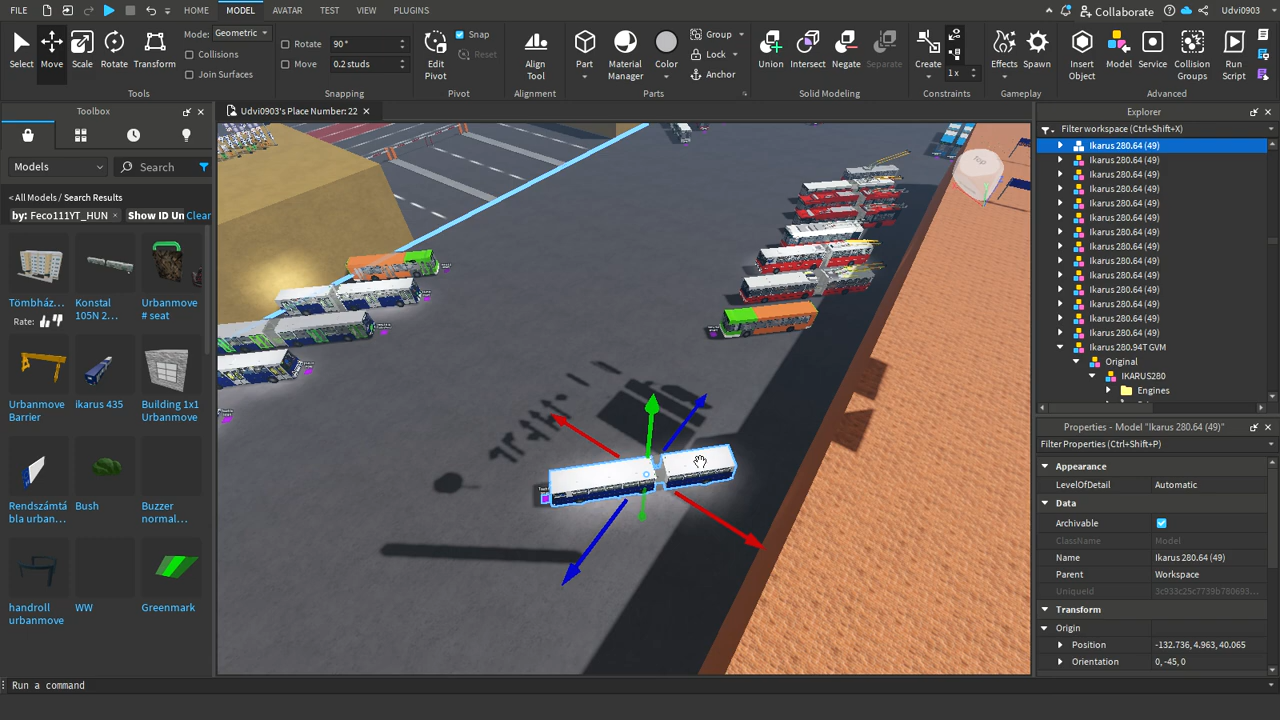 FILE HOME MODEL AVATAR TEST VIEW PLUGINS Collaborate Udvi0903
Mode: Geometric
Collisions
Join Surfaces
Rotate 90°
Move 0.2 studs
Snap
Reset
Group
Lock
Anchor
1 x
Select Move Scale Rotate Transform
Edit Pivot
Align Tool
Part Material Manager Color
Union Intersect Negate Separate
Create
Effects Spawn
Insert Object Model Service Collision Groups Run Script
Tools Snapping Pivot Alignment Parts Solid Modeling Constraints Gameplay Advanced
Toolbox
Udvi0903's Place Number: 22
Explorer
Filter workspace (Ctrl+Shift+X)
Models
Search
< All Models / Search Results
by: Feco111YT_HUN Show ID Un Clear
Tömbház...
Konstal 105N 2...
Urbanmove # seat
Rate:
Urbanmove Barrier
ikarus 435
Building 1x1 Urbanmove
Rendszámtábla urban...
Bush
Buzzer normal...
handroll urbanmove
WW
Greenmark
top
Ikarus 280.64 (49)
Ikarus 280.64 (49)
Ikarus 280.64 (49)
Ikarus 280.64 (49)
Ikarus 280.64 (49)
Ikarus 280.64 (49)
Ikarus 280.64 (49)
Ikarus 280.64 (49)
Ikarus 280.64 (49)
Ikarus 280.64 (49)
Ikarus 280.64 (49)
Ikarus 280.64 (49)
Ikarus 280.64 (49)
Ikarus 280.64 (49)
Ikarus 280.94T GVM
Original
IKARUS280
Engines
Properties - Model "Ikarus 280.64 (49)"
Filter Properties (Ctrl+Shift+P)
Appearance
LevelOfDetail Automatic
Data
Archivable
ClassName Model
Name Ikarus 280.64 (49)
Parent Workspace
UniqueId 3c933c25c7739b780693...
Transform
Origin
Position -132.736, 4.963, 40.065
Orientation 0, -45, 0
Run a command